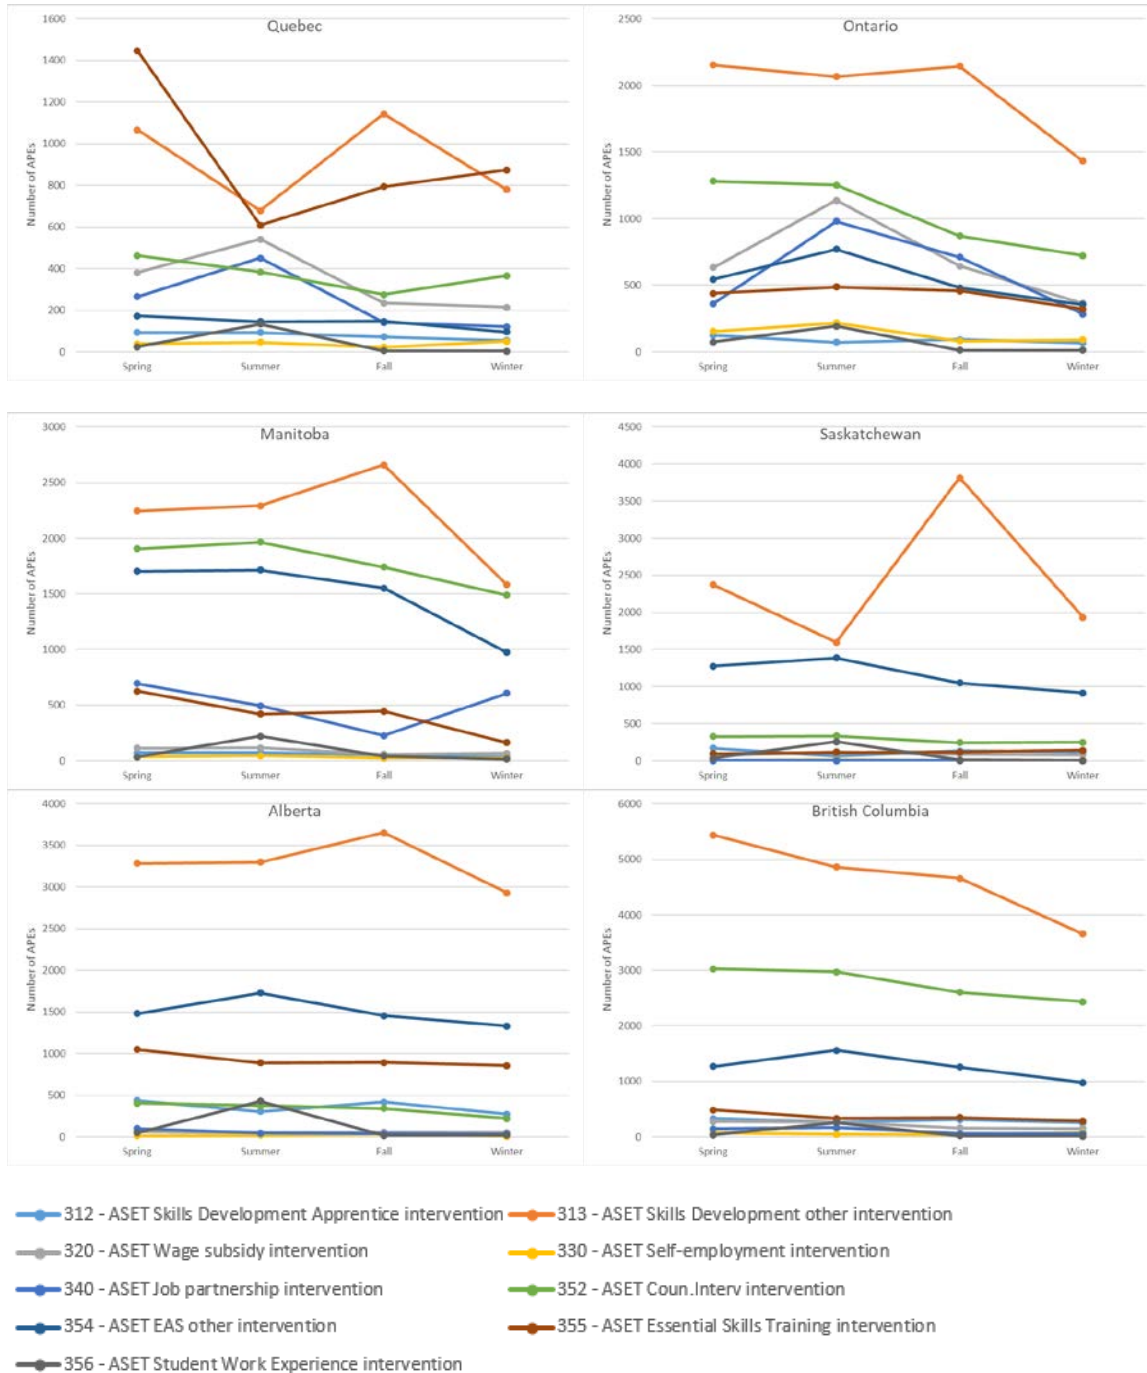 Quebec
Number of APEs
1600
1400
1200
1000
800
600
400
200
0
Spring Summer Fall Winter
Ontario
Number of APEs
2500
2000
1500
1000
500
0
Spring Summer Fall Winter
Manitoba
Number of APEs
3000
2500
2000
1500
1000
500
0
Spring Summer Fall Winter
Saskatchewan
Number of APEs
4500
4000
3500
3000
2500
2000
1500
1000
500
0
Spring Summer Fall Winter
Alberta
Number of APEs
4000
3500
3000
2500
2000
1500
1000
500
0
Spring Summer Fall Winter
British Columbia
Number of APEs
6000
5000
4000
3000
2000
1000
0
Spring Summer Fall Winter
312 - ASET Skills Development Apprentice intervention
313 - ASET Skills Development other intervention
320 - ASET Wage subsidy intervention
330 - ASET Self-employment intervention
340 - ASET Job partnership intervention
352 - ASET Coun.Interv intervention
354 - ASET EAS other intervention
355 - ASET Essential Skills Training intervention
356 - ASET Student Work Experience intervention